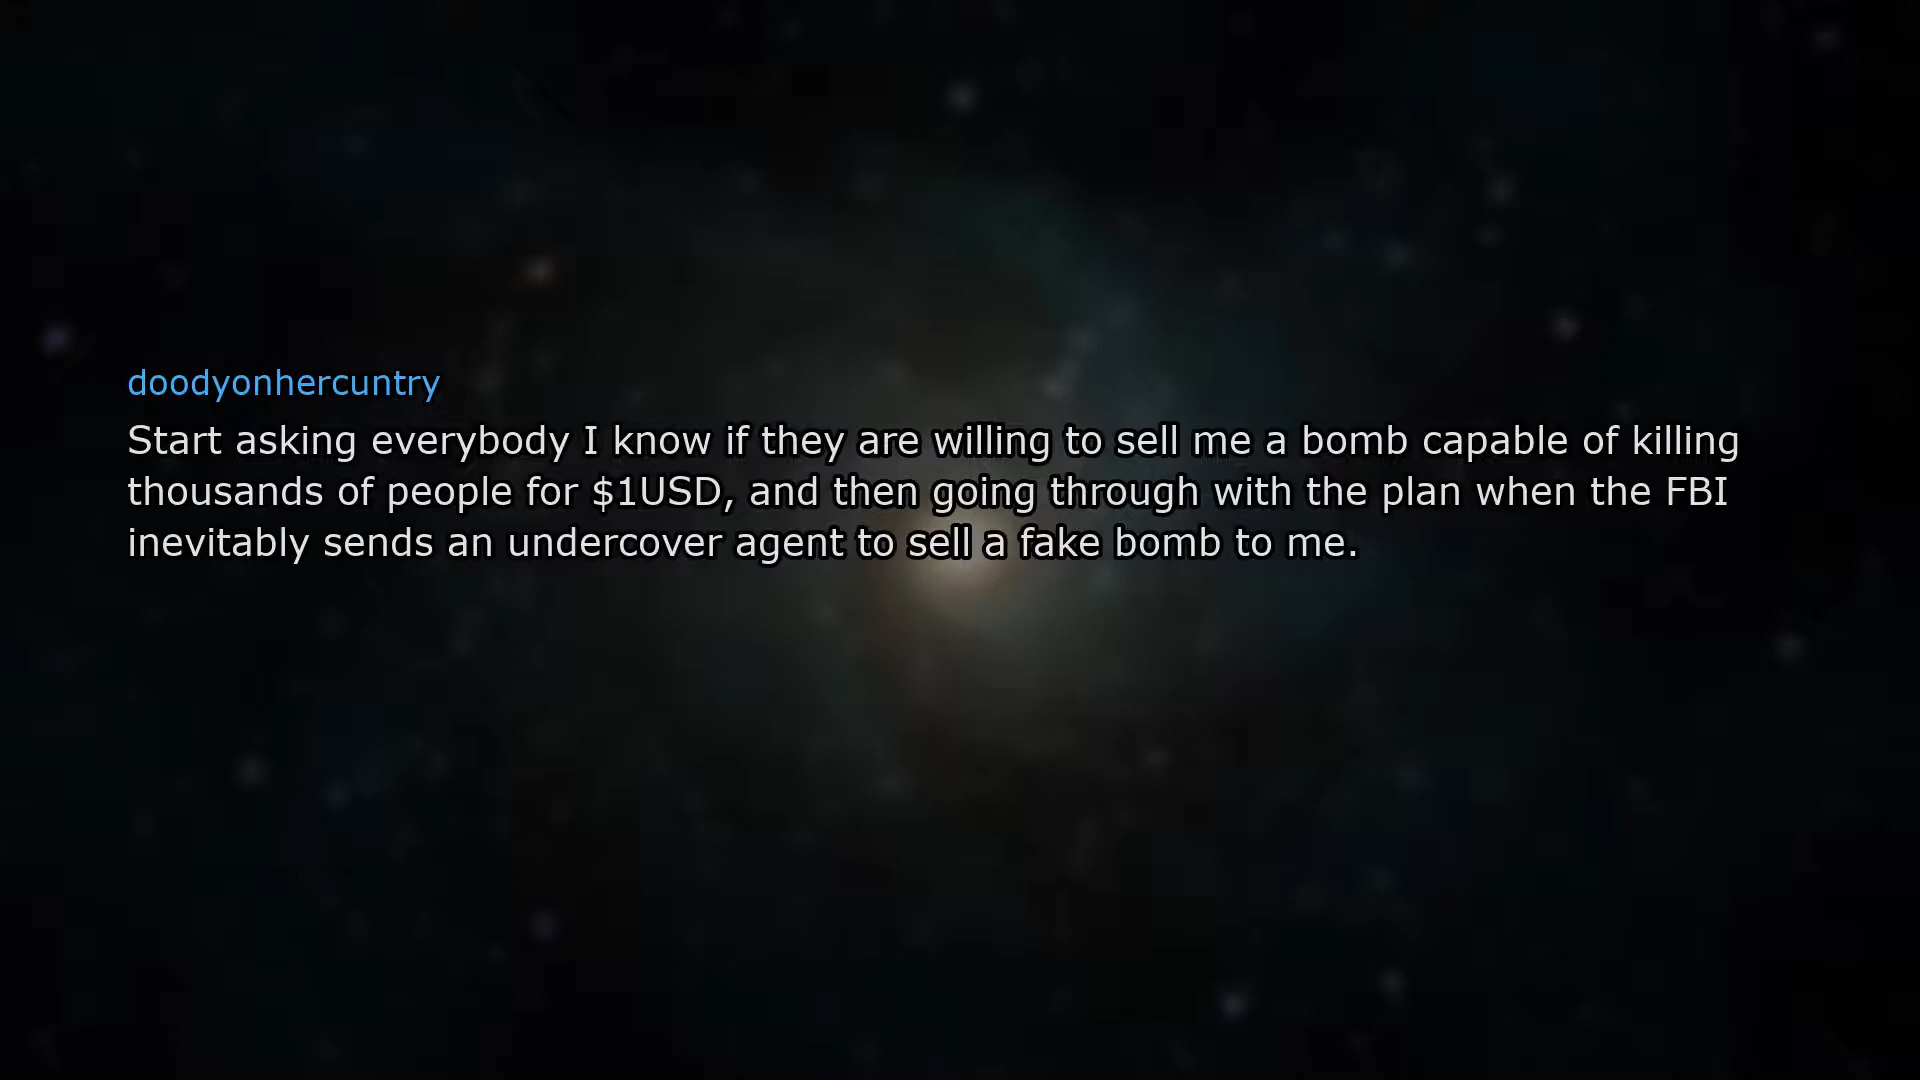 doodyonhercuntry
Start asking everybody I know if they are willing to sell me a bomb capable of killing
thousands of people for $1USD, and then going through with the plan when the FBI
inevitably sends an undercover agent to sell a fake bomb to me.